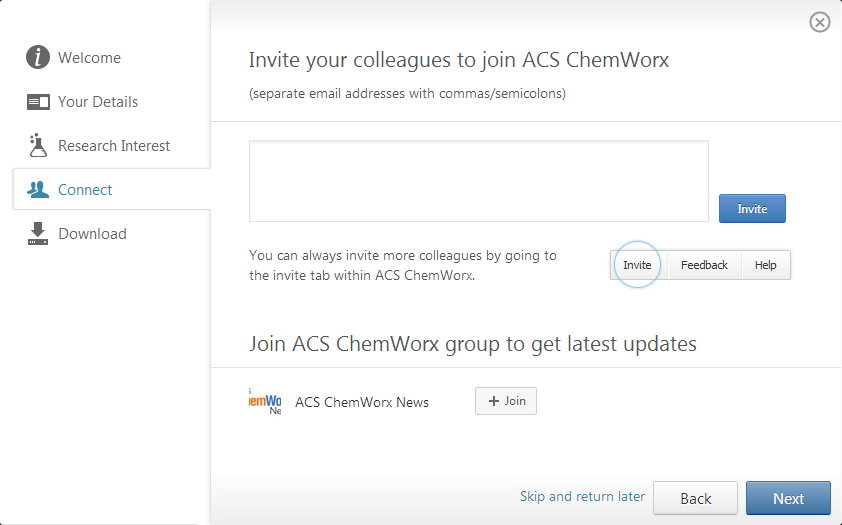 Welcome
Your Details
Research Interest
Connect
Download
Invite your colleagues to join ACS ChemWorx
(separate email addresses with commas/semicolons)
Invite
You can always invite more colleagues by going to
the invite tab within ACS ChemWorx.
Invite Feedback Help
Join ACS ChemWorx group to get latest updates
ACS ChemWorx News
+ Join
Skip and return later
Back
Next